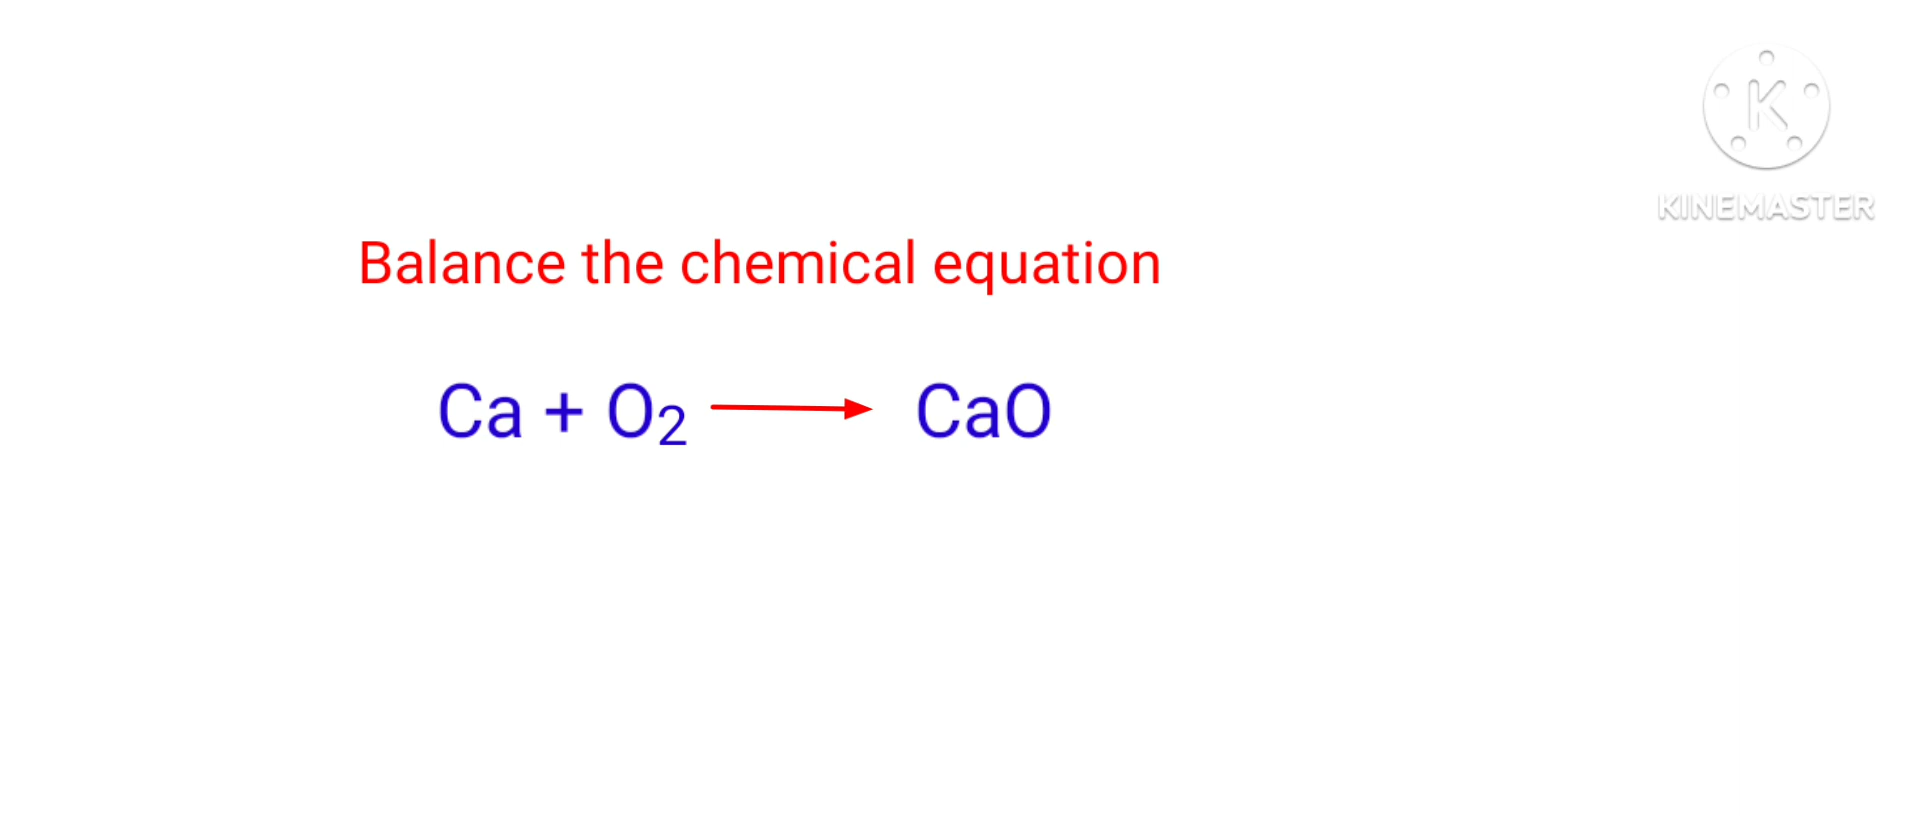 K
KINEMASTER
Balance the chemical equation
Ca + O₂ ⟶ CaO